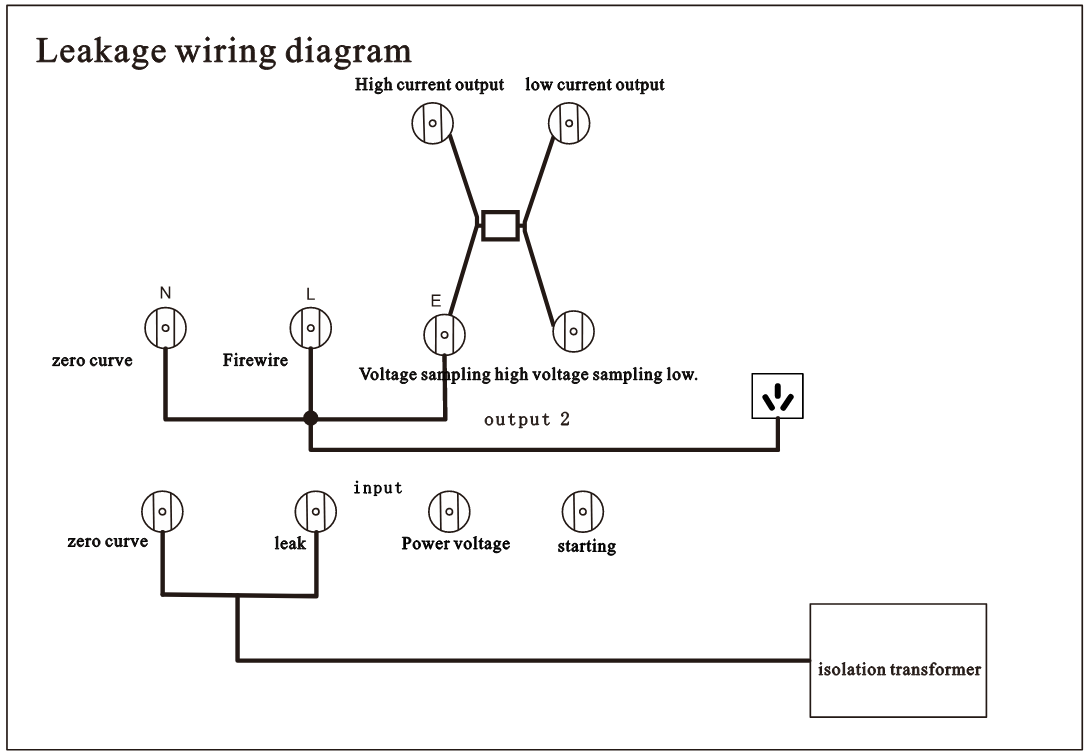 Leakage wiring diagram
High current output low current output
N L E
zero curve Firewire
Voltage sampling high voltage sampling low.
output 2
input
zero curve leak Power voltage starting
isolation transformer